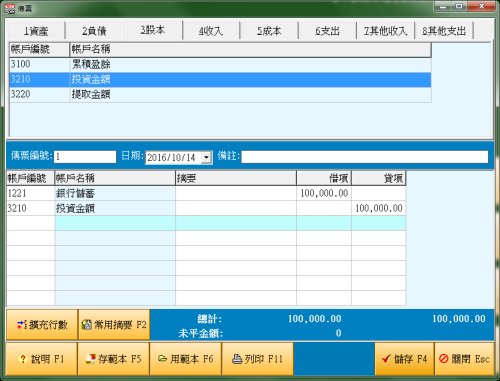 傳票
1資產 2負債 3股本 4收入 5成本 6支出 7其他收入 8其他支出
帳戶編號 帳戶名稱
3100 累積盈餘
3210 投資金額
3220 提取金額
傳票編號: 1 日期: 2016/10/14 備註:
帳戶編號 帳戶名稱 摘要 借項 貸項
1221 銀行儲蓄 100,000.00
3210 投資金額 100,000.00
擴充行數 常用摘要 F2 總計: 100,000.00 100,000.00
未平金額: 0
? 說明 F1 存範本 F5 用範本 F6 列印 F11 儲存 F4 關閉 Esc